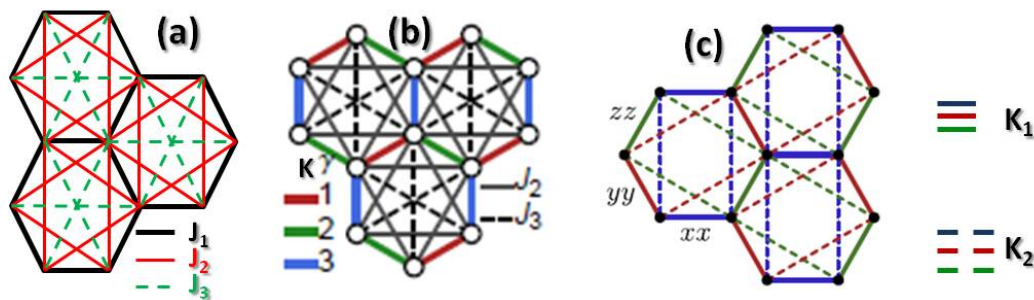 (a)
J₁
J₂
J₃
(b)
K γ
1
2
3
J₂
J₃
(c)
zz
yy
xx
K₁
K₂